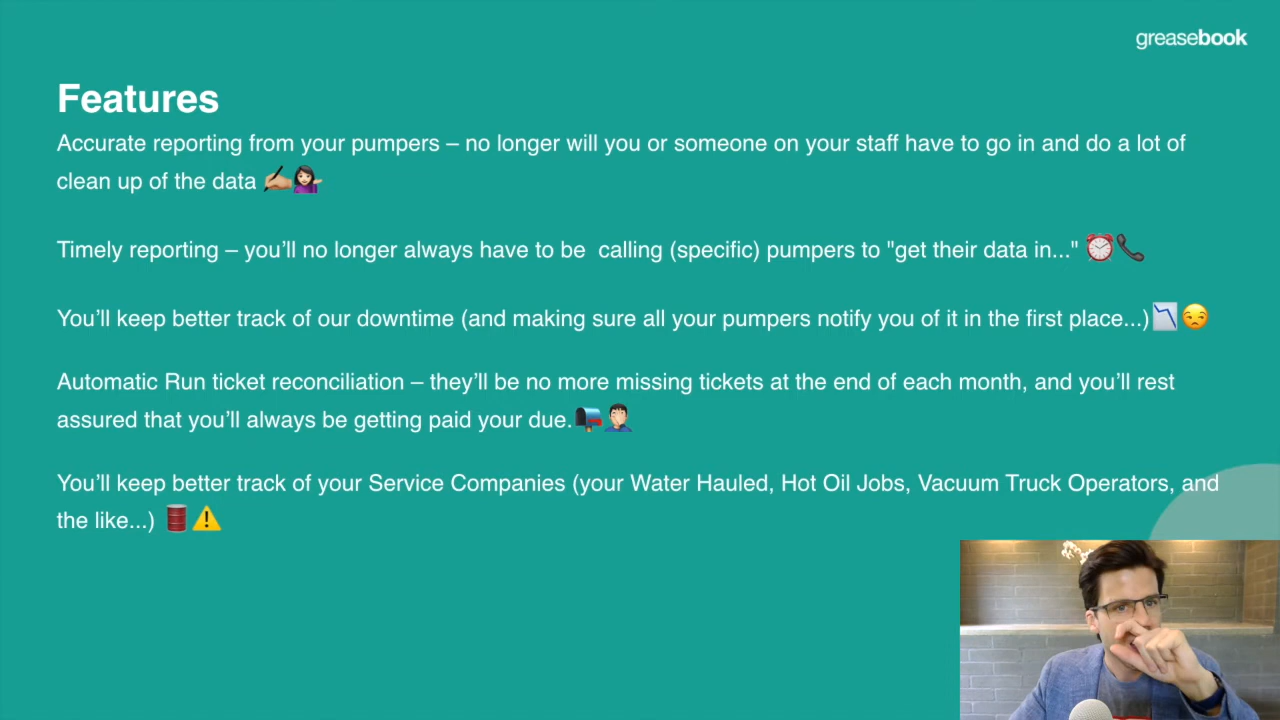 greasebook
Features
Accurate reporting from your pumpers – no longer will you or someone on your staff have to go in and do a lot of
clean up of the data ✍🏼💁🏻‍♀️
Timely reporting – you’ll no longer always have to be  calling (specific) pumpers to "get their data in..." ⏰📞
You’ll keep better track of our downtime (and making sure all your pumpers notify you of it in the first place...)📉😒
Automatic Run ticket reconciliation – they’ll be no more missing tickets at the end of each month, and you’ll rest
assured that you’ll always be getting paid your due.📪🤦🏻‍♂️
You’ll keep better track of your Service Companies (your Water Hauled, Hot Oil Jobs, Vacuum Truck Operators, and
the like...) 🛢️⚠️